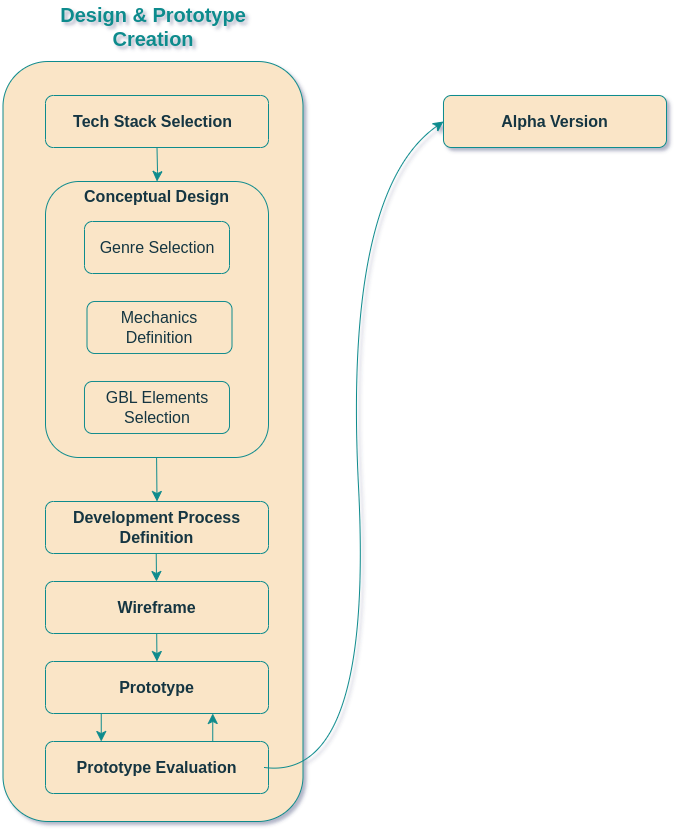 Design & Prototype
Creation
Tech Stack Selection
Alpha Version
Conceptual Design
Genre Selection
Mechanics
Definition
GBL Elements
Selection
Development Process
Definition
Wireframe
Prototype
Prototype Evaluation